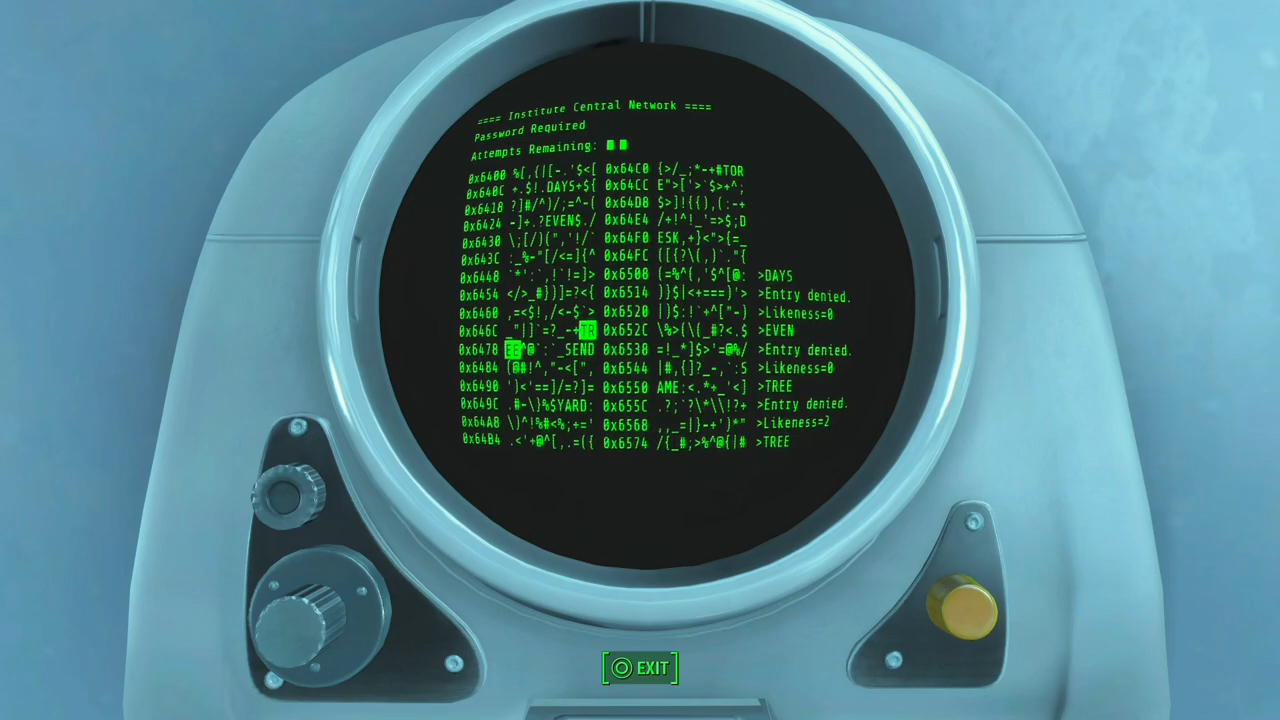 ==== Institute Central Network ====
Password Required
Attempts Remaining:
0x6400 %[,{|[-.'$<[ 0x64C0 {>/_;*-+#TOR
0x640C +.$!.DAYS+${ 0x64CC E">['>`$>+^;
0x6418 ?]#/^)/;=^-( 0x64D8 $>]!{{),(:-+
0x6424 -]+.?EVEN$./ 0x64E4 /+!^!_'=>$;D
0x6430 \;[/)(",'!/` 0x64F0 ESK,+}<">{=_
0x643C :_%-"[/<=]{^ 0x64FC ([{?\(,)`."{
0x6448 `*':`,!`!=]> 0x6508 (=%^(,'$^[@: >DAYS
0x6454 </>_#})]=?<{ 0x6514 )}$|<+===)'> >Entry denied.
0x6460 ,=<$!,/<-$`> 0x6520 |)$:!`+^["-) >Likeness=0
0x646C _"|]`=?_-+TR 0x652C \%>(\(_#?<.$ >EVEN
0x6478 EE^@`:`_SEND 0x6538 =!_*]$>'=@%/ >Entry denied.
0x6484 (@#!^,"-<[", 0x6544 |#,{]?_-,`:S >Likeness=0
0x6490 ')<'==]/=?]= 0x6550 AME:<.*+_'<] >TREE
0x649C .#-\}%$YARD: 0x655C .?;`?\*\\!?+ >Entry denied.
0x64A8 \)^!%#<%;+=' 0x6568 ,,_=|}-+')*" >Likeness=2
0x64B4 .<'+@^[,.=({ 0x6574 /{_#;>%^@{|# >TREE
EXIT